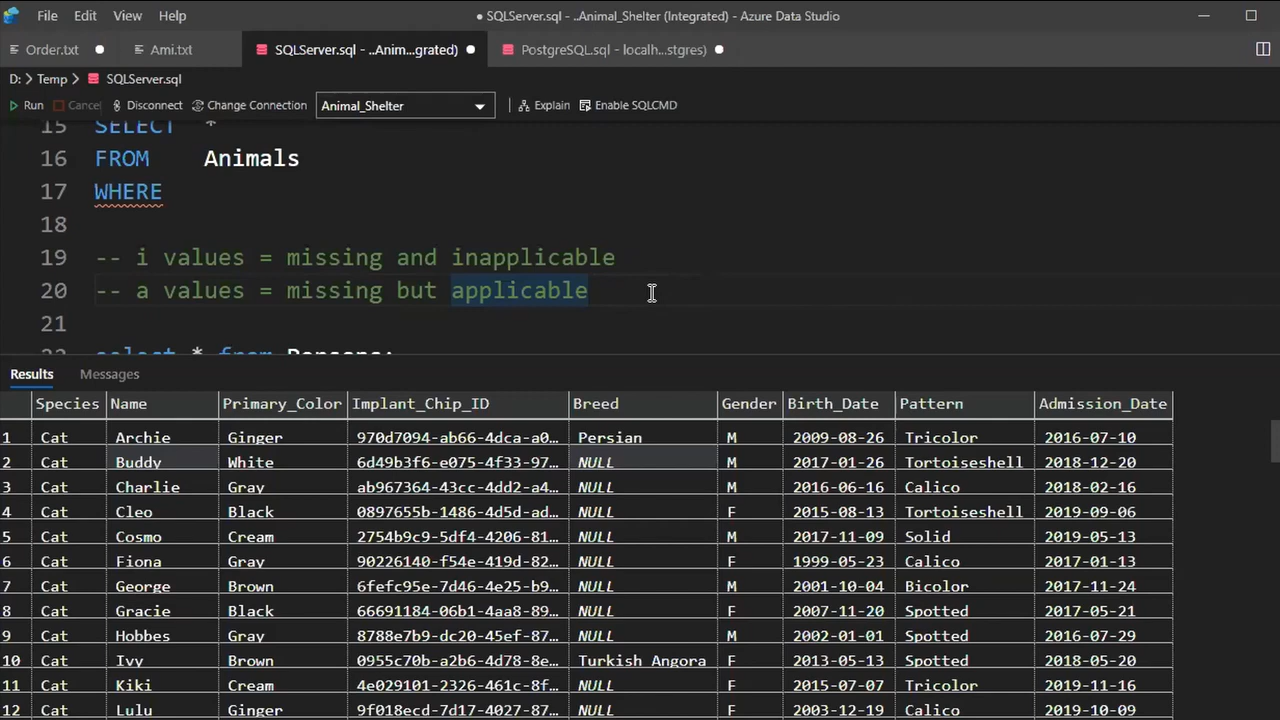 File Edit View Help ● SQLServer.sql - ..Animal_Shelter (Integrated) - Azure Data Studio
Order.txt Ami.txt SQLServer.sql - ..Anim...grated) PostgreSQL.sql - localh...stgres)
D: > Temp > SQLServer.sql
Run Cancel Disconnect Change Connection Animal_Shelter Explain Enable SQLCMD
15 SELECT *
16 FROM Animals
17 WHERE
18
19 -- i values = missing and inapplicable
20 -- a values = missing but applicable
21
22 select * from Persons;
Results Messages
Species Name Primary_Color Implant_Chip_ID Breed Gender Birth_Date Pattern Admission_Date
1 Cat Archie Ginger 970d7094-ab66-4dca-a0… Persian M 2009-08-26 Tricolor 2016-07-10
2 Cat Buddy White 6d49b3f6-e075-4f33-97… NULL M 2017-01-26 Tortoiseshell 2018-12-20
3 Cat Charlie Gray ab967364-43cc-4dd2-a4… NULL M 2016-06-16 Calico 2018-02-16
4 Cat Cleo Black 0897655b-1486-4d5d-ad… NULL F 2015-08-13 Tortoiseshell 2019-09-06
5 Cat Cosmo Cream 2754b9c9-5df4-4206-81… NULL M 2017-11-09 Solid 2019-05-13
6 Cat Fiona Gray 90226140-f54e-419d-82… NULL F 1999-05-23 Calico 2017-01-13
7 Cat George Brown 6fefc95e-7d46-4e25-b9… NULL M 2001-10-04 Bicolor 2017-11-24
8 Cat Gracie Black 66691184-06b1-4aa8-89… NULL F 2007-11-20 Spotted 2017-05-21
9 Cat Hobbes Gray 8788e7b9-dc20-45ef-87… NULL M 2002-01-01 Spotted 2016-07-29
10 Cat Ivy Brown 0955c70b-a2b6-4d78-8e… Turkish Angora F 2013-05-13 Spotted 2018-05-20
11 Cat Kiki Cream 4e029101-2326-461c-8f… NULL F 2015-07-07 Tricolor 2019-11-16
12 Cat Lulu Ginger 9f018ecd-7d17-4027-87… NULL F 2003-12-19 Calico 2019-10-09